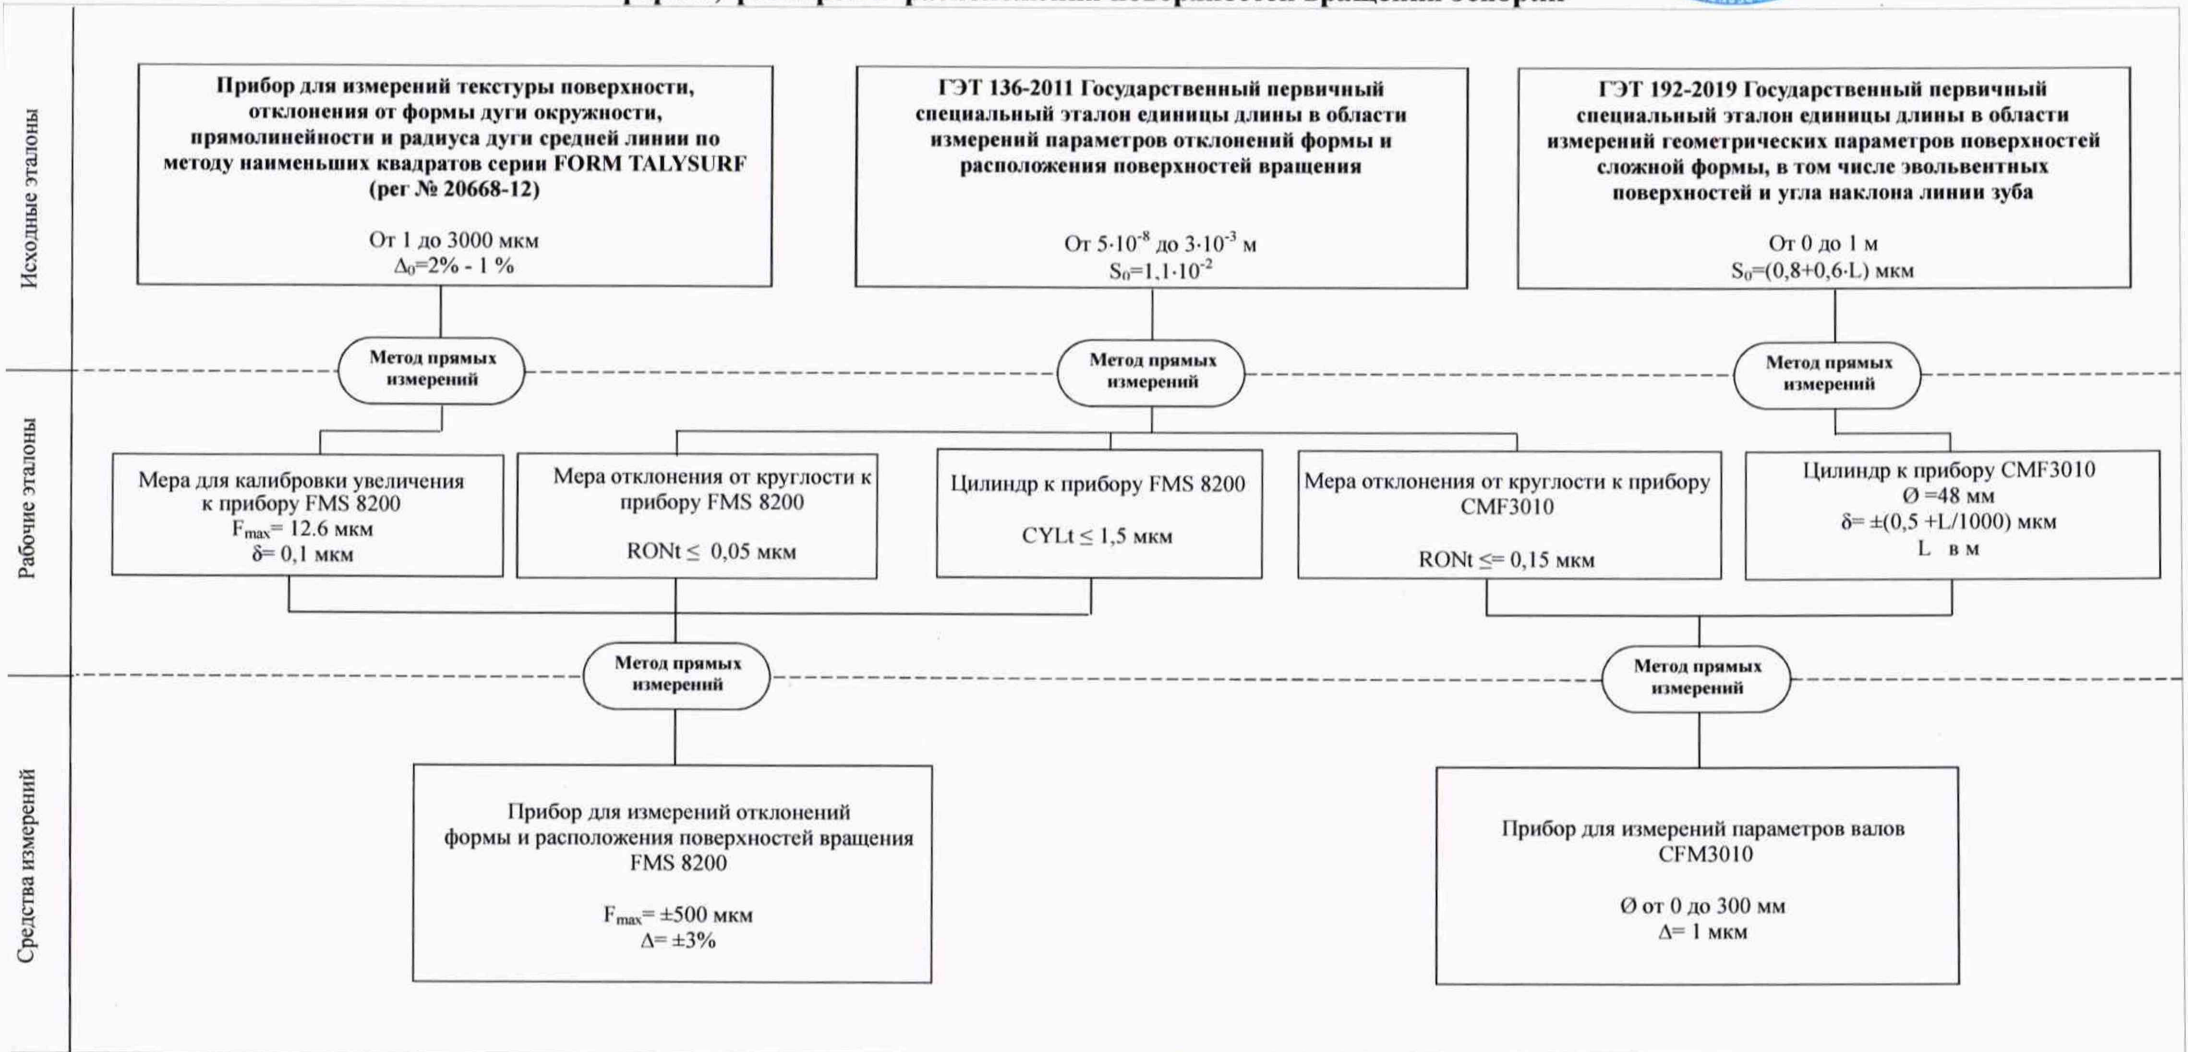 Исходные эталоны
Прибор для измерений текстуры поверхности,
отклонения от формы дуги окружности,
прямолинейности и радиуса дуги средней линии по
методу наименьших квадратов серии FORM TALYSURF
(рег № 20668-12)
От 1 до 3000 мкм
Δ₀=2% - 1 %
ГЭТ 136-2011 Государственный первичный
специальный эталон единицы длины в области
измерений параметров отклонений формы и
расположения поверхностей вращения
От 5·10⁻⁸ до 3·10⁻³ м
S₀=1,1·10⁻²
ГЭТ 192-2019 Государственный первичный
специальный эталон единицы длины в области
измерений геометрических параметров поверхностей
сложной формы, в том числе эвольвентных
поверхностей и угла наклона линии зуба
От 0 до 1 м
S₀=(0,8+0,6·L) мкм
Метод прямых
измерений
Метод прямых
измерений
Метод прямых
измерений
Рабочие эталоны
Мера для калибровки увеличения
к прибору FMS 8200
Fmax= 12.6 мкм
δ= 0,1 мкм
Мера отклонения от круглости к
прибору FMS 8200
RONt ≤ 0,05 мкм
Цилиндр к прибору FMS 8200
CYLt ≤ 1,5 мкм
Мера отклонения от круглости к прибору
CMF3010
RONt ≤= 0,15 мкм
Цилиндр к прибору CMF3010
Ø =48 мм
δ= ±(0,5 +L/1000) мкм
L в м
Метод прямых
измерений
Метод прямых
измерений
Средства измерений
Прибор для измерений отклонений
формы и расположения поверхностей вращения
FMS 8200
Fmax= ±500 мкм
Δ= ±3%
Прибор для измерений параметров валов
CFM3010
Ø от 0 до 300 мм
Δ= 1 мкм